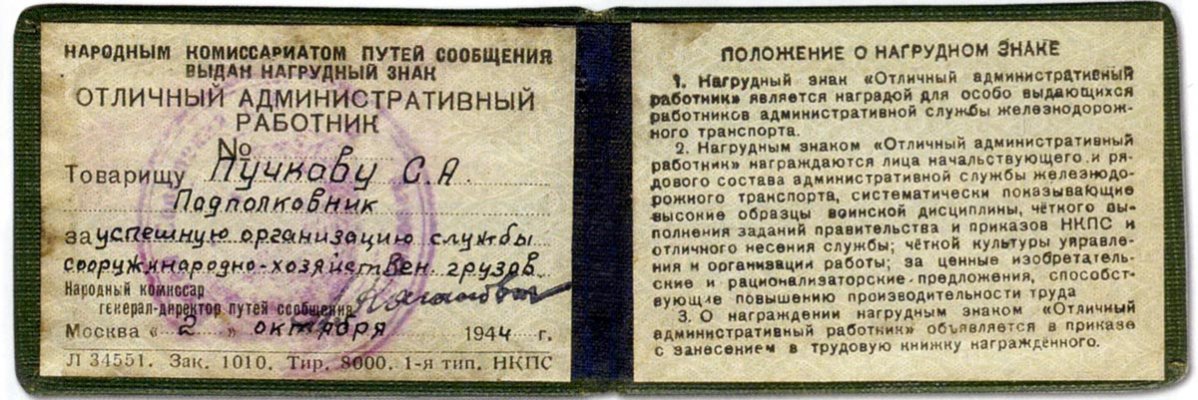 НАРОДНЫМ КОМИССАРИАТОМ ПУТЕЙ СООБЩЕНИЯ
ВЫДАН НАГРУДНЫЙ ЗНАК
ОТЛИЧНЫЙ АДМИНИСТРАТИВНЫЙ
РАБОТНИК
№
Товарищу Пучкову С.А
Подполковник
за успешную организацию службы
сооружнародно-хозяйствен. грузов
Народный комиссар
генерал-директор путей сообщения
Москва «2» октября 1944 г.
Л 34551. Зак. 1010. Тир. 8000. 1-я тип. НКПС
ПОЛОЖЕНИЕ О НАГРУДНОМ ЗНАКЕ
1. Нагрудный знак «Отличный административный
работник» является наградой для особо выдающихся
работников административной службы железнодорож-
ного транспорта.
2. Нагрудным знаком «Отличный административный
работник» награждаются лица начальствующего и ря-
дового состава административной службы железнодо-
рожного транспорта, систематически показывающие
высокие образцы воинской дисциплины, чёткого вы-
полнения заданий правительства и приказов НКПС и
отличного несения службы; чёткой культуры управле-
ния и организации работы; за ценные изобретатель-
ские и рационализаторские предложения, способст-
вующие повышению производительности труда
3. О награждении нагрудным знаком «Отличный
административный работник» объявляется в приказе
с занесением в трудовую книжку награждённого.